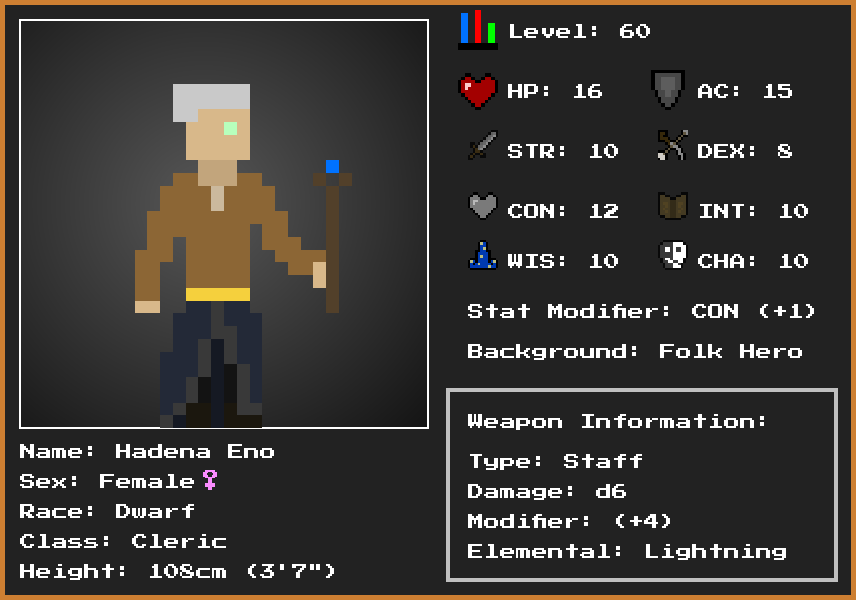 Level: 60
HP: 16 AC: 15
STR: 10 DEX: 8
CON: 12 INT: 10
WIS: 10 CHA: 10
Stat Modifier: CON (+1)
Background: Folk Hero
Weapon Information:
Type: Staff
Damage: d6
Modifier: (+4)
Elemental: Lightning
Name: Hadena Eno
Sex: Female♀
Race: Dwarf
Class: Cleric
Height: 108cm (3'7")